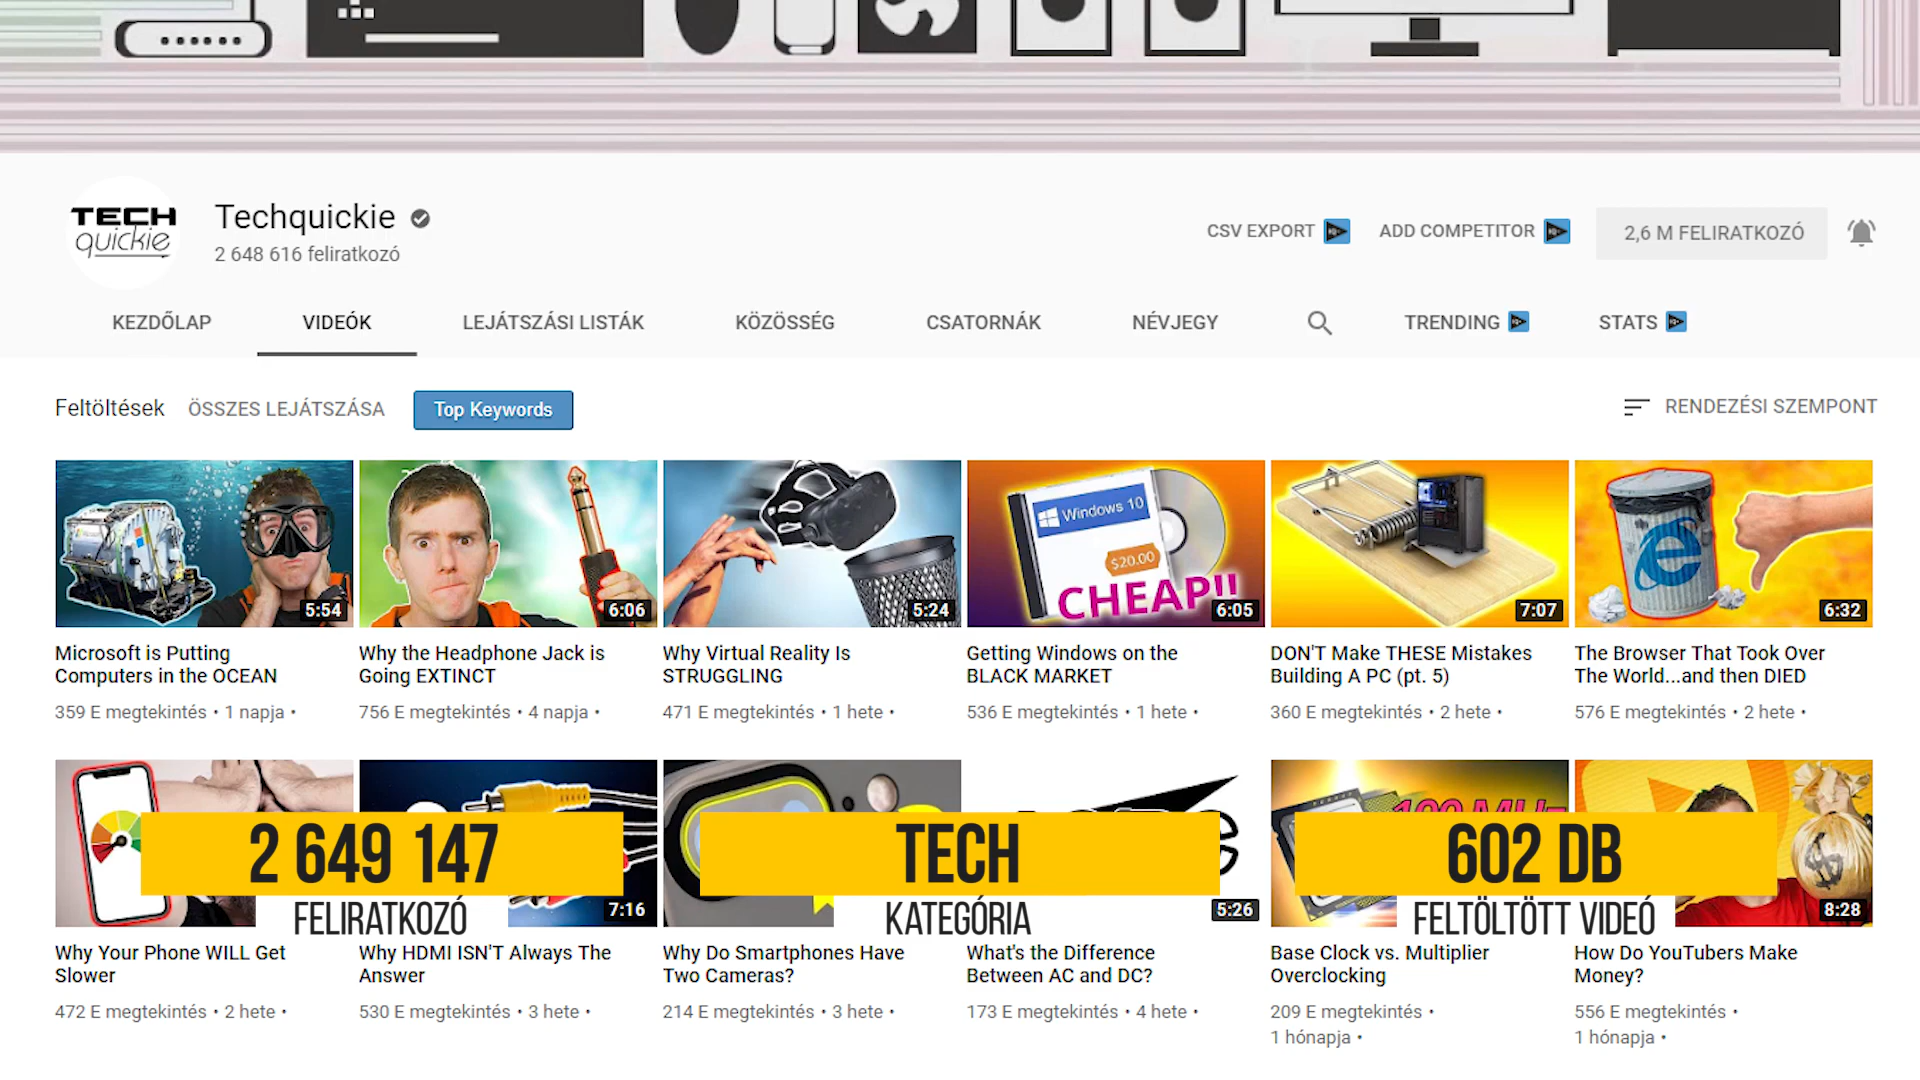 TECH
quickie
Techquickie
2 648 616 feliratkozó
CSV EXPORT
ADD COMPETITOR
2,6 M FELIRATKOZÓ
KEZDŐLAP
VIDEÓK
LEJÁTSZÁSI LISTÁK
KÖZÖSSÉG
CSATORNÁK
NÉVJEGY
TRENDING
STATS
Feltöltések
ÖSSZES LEJÁTSZÁSA
Top Keywords
RENDEZÉSI SZEMPONT
5:54
6:06
5:24
Windows 10
$20.00
CHEAP!!
6:05
7:07
6:32
Microsoft is Putting
Computers in the OCEAN
359 E megtekintés • 1 napja •
Why the Headphone Jack is
Going EXTINCT
756 E megtekintés • 4 napja •
Why Virtual Reality Is
STRUGGLING
471 E megtekintés • 1 hete •
Getting Windows on the
BLACK MARKET
536 E megtekintés • 1 hete •
DON'T Make THESE Mistakes
Building A PC (pt. 5)
360 E megtekintés • 2 hete •
The Browser That Took Over
The World...and then DIED
576 E megtekintés • 2 hete •
2 649 147
FELIRATKOZÓ
TECH
KATEGÓRIA
602 DB
FELTÖLTÖTT VIDEÓ
7:16
5:26
8:28
Why Your Phone WILL Get
Slower
472 E megtekintés • 2 hete •
Why HDMI ISN'T Always The
Answer
530 E megtekintés • 3 hete •
Why Do Smartphones Have
Two Cameras?
214 E megtekintés • 3 hete •
What's the Difference
Between AC and DC?
173 E megtekintés • 4 hete •
Base Clock vs. Multiplier
Overclocking
209 E megtekintés •
1 hónapja •
How Do YouTubers Make
Money?
556 E megtekintés •
1 hónapja •